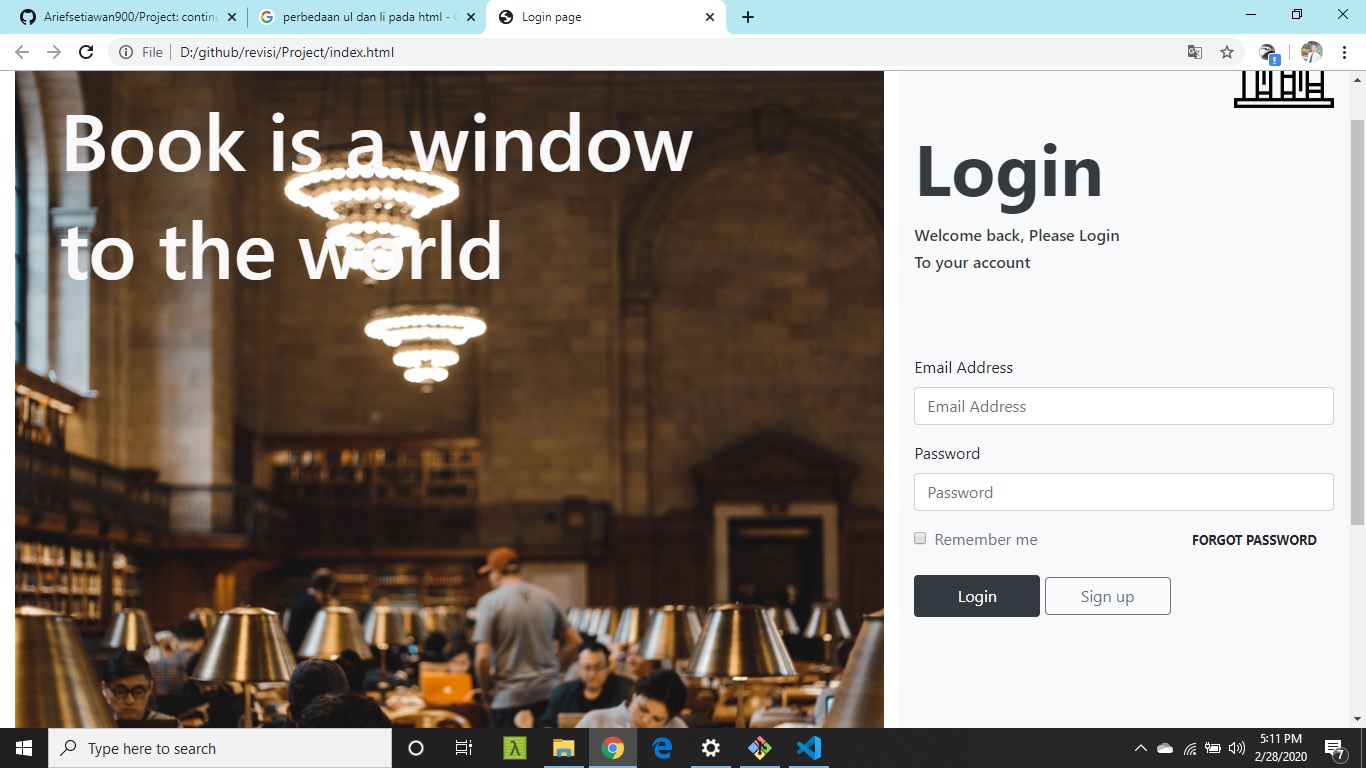 Ariefsetiawan900/Project: contin
perbedaan ul dan li pada html - G
Login page
File
D:/github/revisi/Project/index.html
Book is a window
to the world
Login
Welcome back, Please Login
To your account
Email Address
Email Address
Password
Password
Remember me
FORGOT PASSWORD
Login
Sign up
Type here to search
5:11 PM
2/28/2020
7